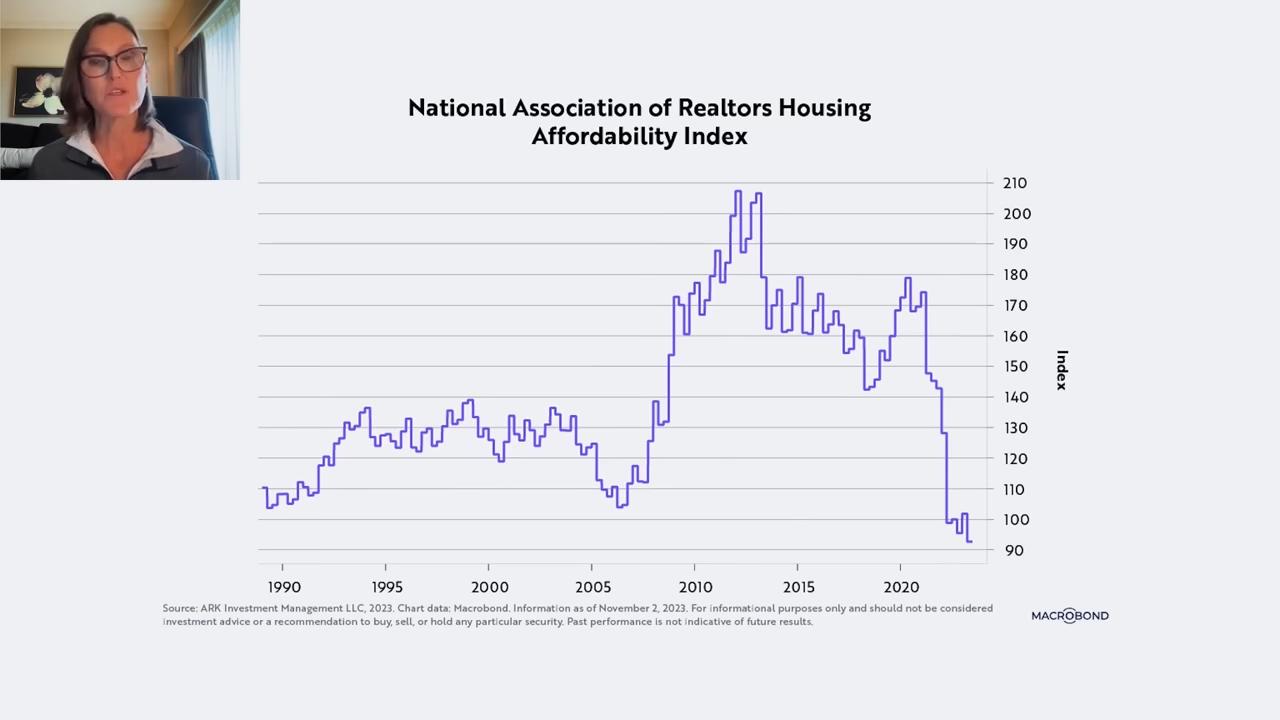 National Association of Realtors Housing
Affordability Index
210
200
190
180
170
160
150
140
130
120
110
100
90
Index
1990 1995 2000 2005 2010 2015 2020
Source: ARK Investment Management LLC, 2023. Chart data: Macrobond. Information as of November 2, 2023. For informational purposes only and should not be considered
investment advice or a recommendation to buy, sell, or hold any particular security. Past performance is not indicative of future results.
MACROBOND